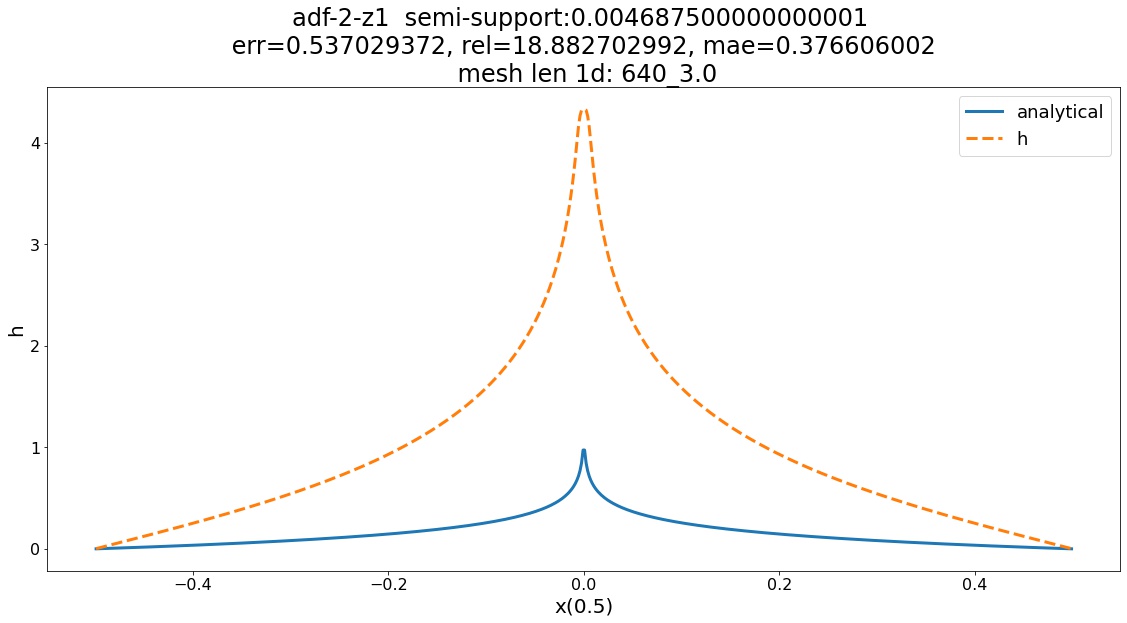 adf-2-z1  semi-support:0.004687500000000001
err=0.537029372, rel=18.882702992, mae=0.376606002
mesh len 1d: 640_3.0
analytical
h
4
3
2
1
0
h
−0.4
−0.2
0.0
0.2
0.4
x(0.5)